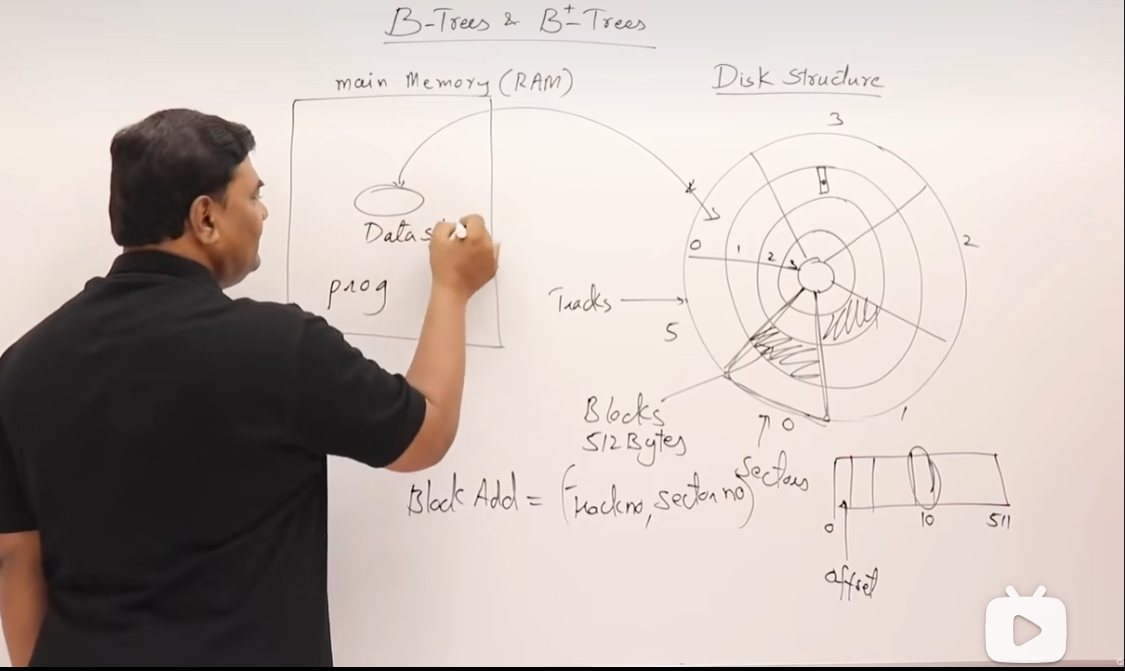 B-Trees & B+-Trees
main Memory (RAM)
Disk Structure
Data s
prog
3
2
0 1 2
Tracks
5
1
0
Blocks
512 Bytes
Sectors
Block Add = (Track no, sector no)
0 10 511
offset